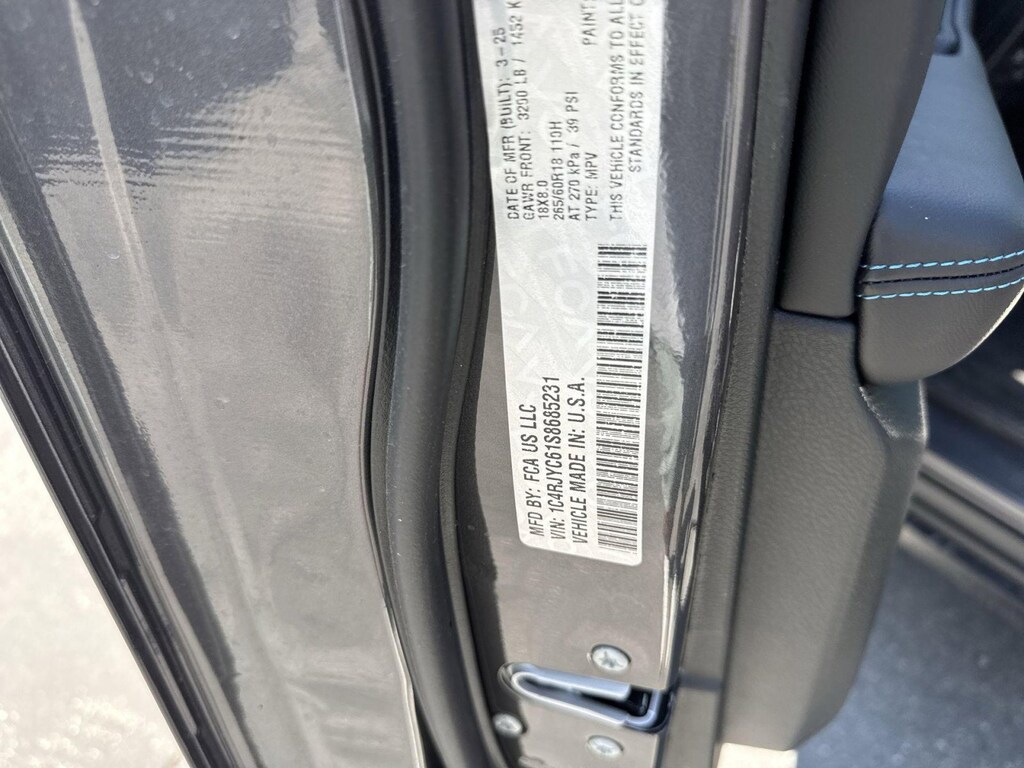 MFD BY: FCA US LLC
DATE OF MFR (BUILT): 3-25
GAWR FRONT: 3200 LB / 1452 K
18X8.0
265/60R18 110H
AT 270 kPa / 39 PSI
TYPE: MPV
PAINT:
VIN: 1C4RJYC61S8685231
VEHICLE MADE IN: U.S.A.
THIS VEHICLE CONFORMS TO ALL
STANDARDS IN EFFECT O